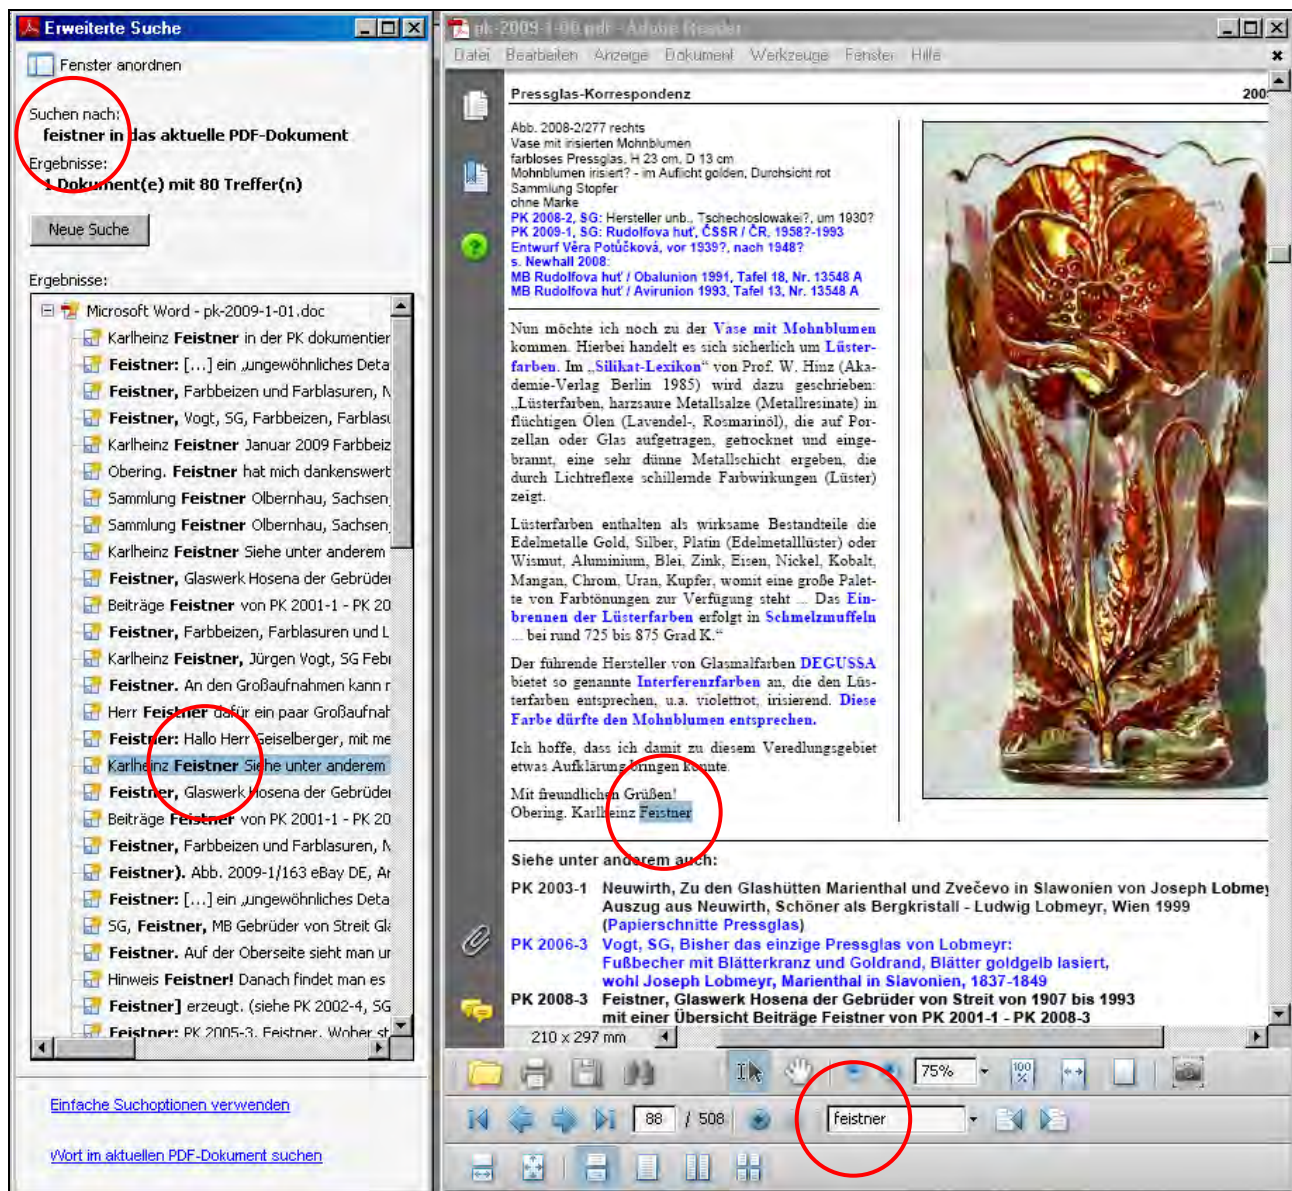 Erweiterte Suche
Fenster anordnen
Suchen nach:
feistner in das aktuelle PDF-Dokument
Ergebnisse:
1 Dokument(e) mit 80 Treffer(n)
Neue Suche
Ergebnisse:
Microsoft Word - pk-2009-1-01.doc
Karlheinz Feistner in der PK dokumentier
Feistner: [...] ein „ungewöhnliches Deta
Feistner, Farbbeizen und Farblasuren, N
Feistner, Vogt, SG, Farbbeizen, Farblasu
Karlheinz Feistner Januar 2009 Farbbeiz
Obering. Feistner hat mich dankenswert
Sammlung Feistner Olbernhau, Sachsen,
Sammlung Feistner Olbernhau, Sachsen,
Karlheinz Feistner Siehe unter anderem
Feistner, Glaswerk Hosena der Gebrüder
Beiträge Feistner von PK 2001-1 - PK 20
Feistner, Farbbeizen, Farblasuren und L
Karlheinz Feistner, Jürgen Vogt, SG Febr
Feistner. An den Großaufnahmen kann r
Herr Feistner dafür ein paar Großaufnah
Feistner: Hallo Herr Geiselberger, mit me
Karlheinz Feistner Siehe unter anderem
Feistner, Glaswerk Hosena der Gebrüder
Beiträge Feistner von PK 2001-1 - PK 20
Feistner, Farbbeizen und Farblasuren, N
Feistner). Abb. 2009-1/163 eBay DE, Ar
Feistner: [...] ein „ungewöhnliches Deta
SG, Feistner, MB Gebrüder von Streit Gla
Feistner. Auf der Oberseite sieht man ur
Hinweis Feistner! Danach findet man es
Feistner] erzeugt. (siehe PK 2002-4, SG
Feistner: PK 2005-3, Feistner, Woher st
Einfache Suchoptionen verwenden
Wort im aktuellen PDF-Dokument suchen
pk-2009-1-00.pdf - Adobe Reader
Datei Bearbeiten Anzeige Dokument Werkzeuge Fenster Hilfe
Pressglas-Korrespondenz 200
Abb. 2008-2/277 rechts
Vase mit irisierten Mohnblumen
farbloses Pressglas, H 23 cm, D 13 cm
Mohnblumen irisiert? - im Auflicht golden, Durchsicht rot
Sammlung Stopfer
ohne Marke
PK 2008-2, SG: Hersteller unb., Tschechoslowakei?, um 1930?
PK 2009-1, SG: Rudolfova huť, ČSSR / ČR, 1958?-1993
Entwurf Věra Potůčková, vor 1939?, nach 1948?
s. Newhall 2008:
MB Rudolfova huť / Obalunion 1991, Tafel 18, Nr. 13548 A
MB Rudolfova huť / Avirunion 1993, Tafel 13, Nr. 13548 A
Nun möchte ich noch zu der Vase mit Mohnblumen
kommen. Hierbei handelt es sich sicherlich um Lüster-
farben. Im „Silikat-Lexikon“ von Prof. W. Hinz (Aka-
demie-Verlag Berlin 1985) wird dazu geschrieben:
„Lüsterfarben, harzsaure Metallsalze (Metallresinate) in
flüchtigen Ölen (Lavendel-, Rosmarinöl), die auf Por-
zellan oder Glas aufgetragen, getrocknet und einge-
brannt, eine sehr dünne Metallschicht ergeben, die
durch Lichtreflexe schillernde Farbwirkungen (Lüster)
zeigt.
Lüsterfarben enthalten als wirksame Bestandteile die
Edelmetalle Gold, Silber, Platin (Edelmetalllüster) oder
Wismut, Aluminium, Blei, Zink, Eisen, Nickel, Kobalt,
Mangan, Chrom, Uran, Kupfer, womit eine große Palet-
te von Farbtönungen zur Verfügung steht ... Das Ein-
brennen der Lüsterfarben erfolgt in Schmelzmuffeln
... bei rund 725 bis 875 Grad K.“
Der führende Hersteller von Glasmalfarben DEGUSSA
bietet so genannte Interferenzfarben an, die den Lüs-
terfarben entsprechen, u.a. violettrot, irisierend. Diese
Farbe dürfte den Mohnblumen entsprechen.
Ich hoffe, dass ich damit zu diesem Veredlungsgebiet
etwas Aufklärung bringen konnte.
Mit freundlichen Grüßen!
Obering. Karlheinz Feistner
Siehe unter anderem auch:
PK 2003-1 Neuwirth, Zu den Glashütten Marienthal und Zvečevo in Slawonien von Joseph Lobmey
Auszug aus Neuwirth, Schöner als Bergkristall - Ludwig Lobmeyr, Wien 1999
(Papierschnitte Pressglas)
PK 2006-3 Vogt, SG, Bisher das einzige Pressglas von Lobmeyr:
Fußbecher mit Blätterkranz und Goldrand, Blätter goldgelb lasiert,
wohl Joseph Lobmeyr, Marienthal in Slavonien, 1837-1849
PK 2008-3 Feistner, Glaswerk Hosena der Gebrüder von Streit von 1907 bis 1993
mit einer Übersicht Beiträge Feistner von PK 2001-1 - PK 2008-3
210 x 297 mm
75%
100 %
88 / 508
feistner